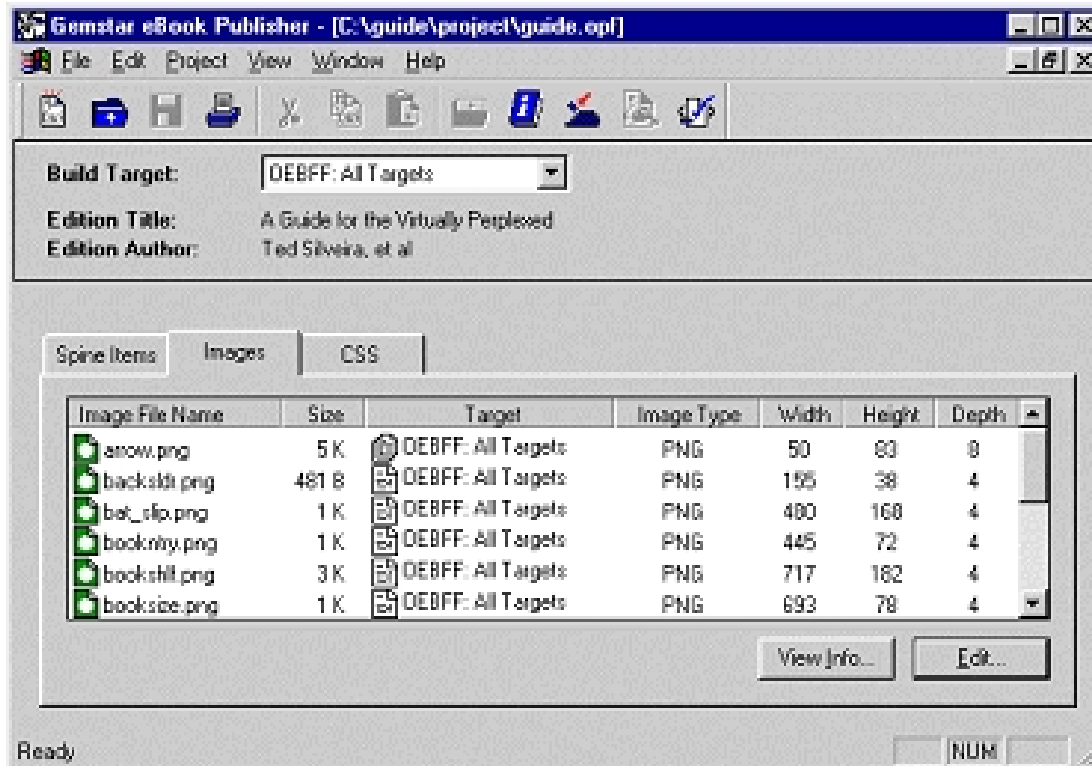 Gemstar eBook Publisher - [C:\guide\project\guide.opf]
File Edit Project View Window Help
Build Target: OEBFF: All Targets
Edition Title: A Guide for the Virtually Perplexed
Edition Author: Ted Silveira, et al
Spine Items Images CSS
Image File Name Size Target Image Type Width Height Depth
arrow.png 5 K OEBFF: All Targets PNG 50 83 8
backsldr.png 481 B OEBFF: All Targets PNG 155 38 4
bat_slip.png 1 K OEBFF: All Targets PNG 480 168 4
bookntry.png 1 K OEBFF: All Targets PNG 445 72 4
bookshlf.png 3 K OEBFF: All Targets PNG 717 182 4
booksize.png 1 K OEBFF: All Targets PNG 693 78 4
View Info... Edit...
Ready NUM